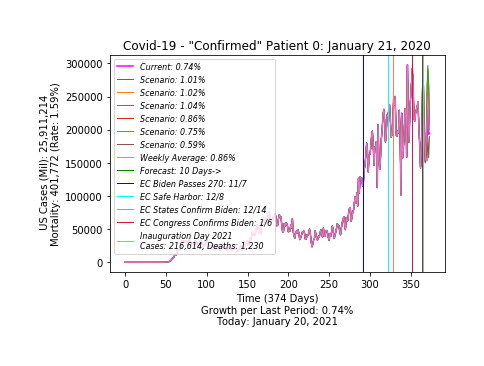 Covid-19 - "Confirmed" Patient 0: January 21, 2020
US Cases (Mil): 25,911,214
Mortality: 401,772 (Rate: 1.59%)
300000
250000
200000
150000
100000
50000
0
Current: 0.74%
Scenario: 1.01%
Scenario: 1.02%
Scenario: 1.04%
Scenario: 0.86%
Scenario: 0.75%
Scenario: 0.59%
Weekly Average: 0.86%
Forecast: 10 Days->
EC Biden Passes 270: 11/7
EC Safe Harbor: 12/8
EC States Confirm Biden: 12/14
EC Congress Confirms Biden: 1/6
Inauguration Day 2021
Cases: 216,614, Deaths: 1,230
0 50 100 150 200 250 300 350
Time (374 Days)
Growth per Last Period: 0.74%
Today: January 20, 2021